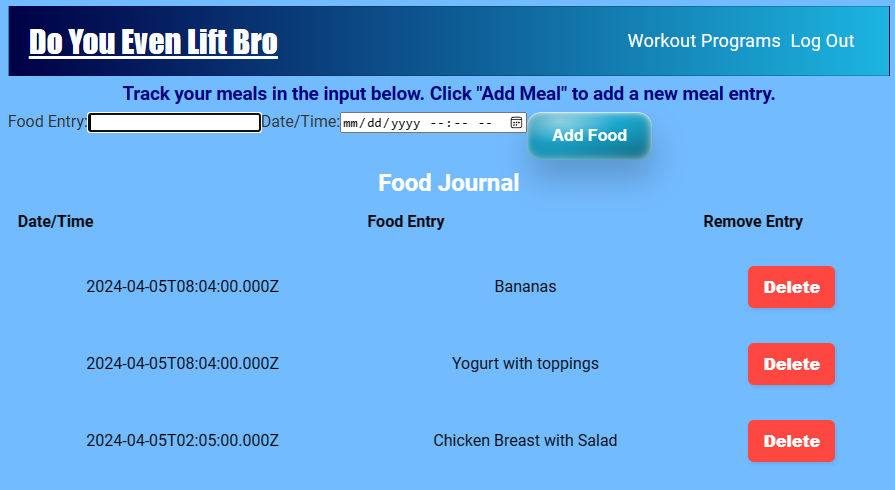 Do You Even Lift Bro Workout Programs Log Out
Track your meals in the input below. Click "Add Meal" to add a new meal entry.
Food Entry: Date/Time: mm/dd/yyyy --:-- -- Add Food
Food Journal
Date/Time Food Entry Remove Entry
2024-04-05T08:04:00.000Z Bananas Delete
2024-04-05T08:04:00.000Z Yogurt with toppings Delete
2024-04-05T02:05:00.000Z Chicken Breast with Salad Delete